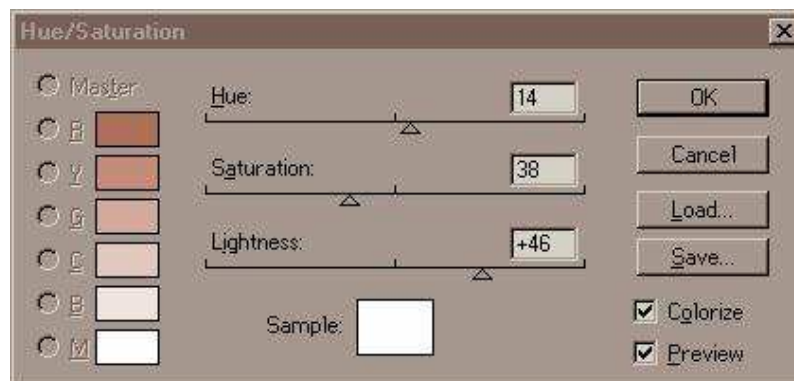 Hue/Saturation
Master
R
Y
G
C
B
M
Hue: 14
Saturation: 38
Lightness: +46
Sample:
OK
Cancel
Load...
Save...
Colorize
Preview